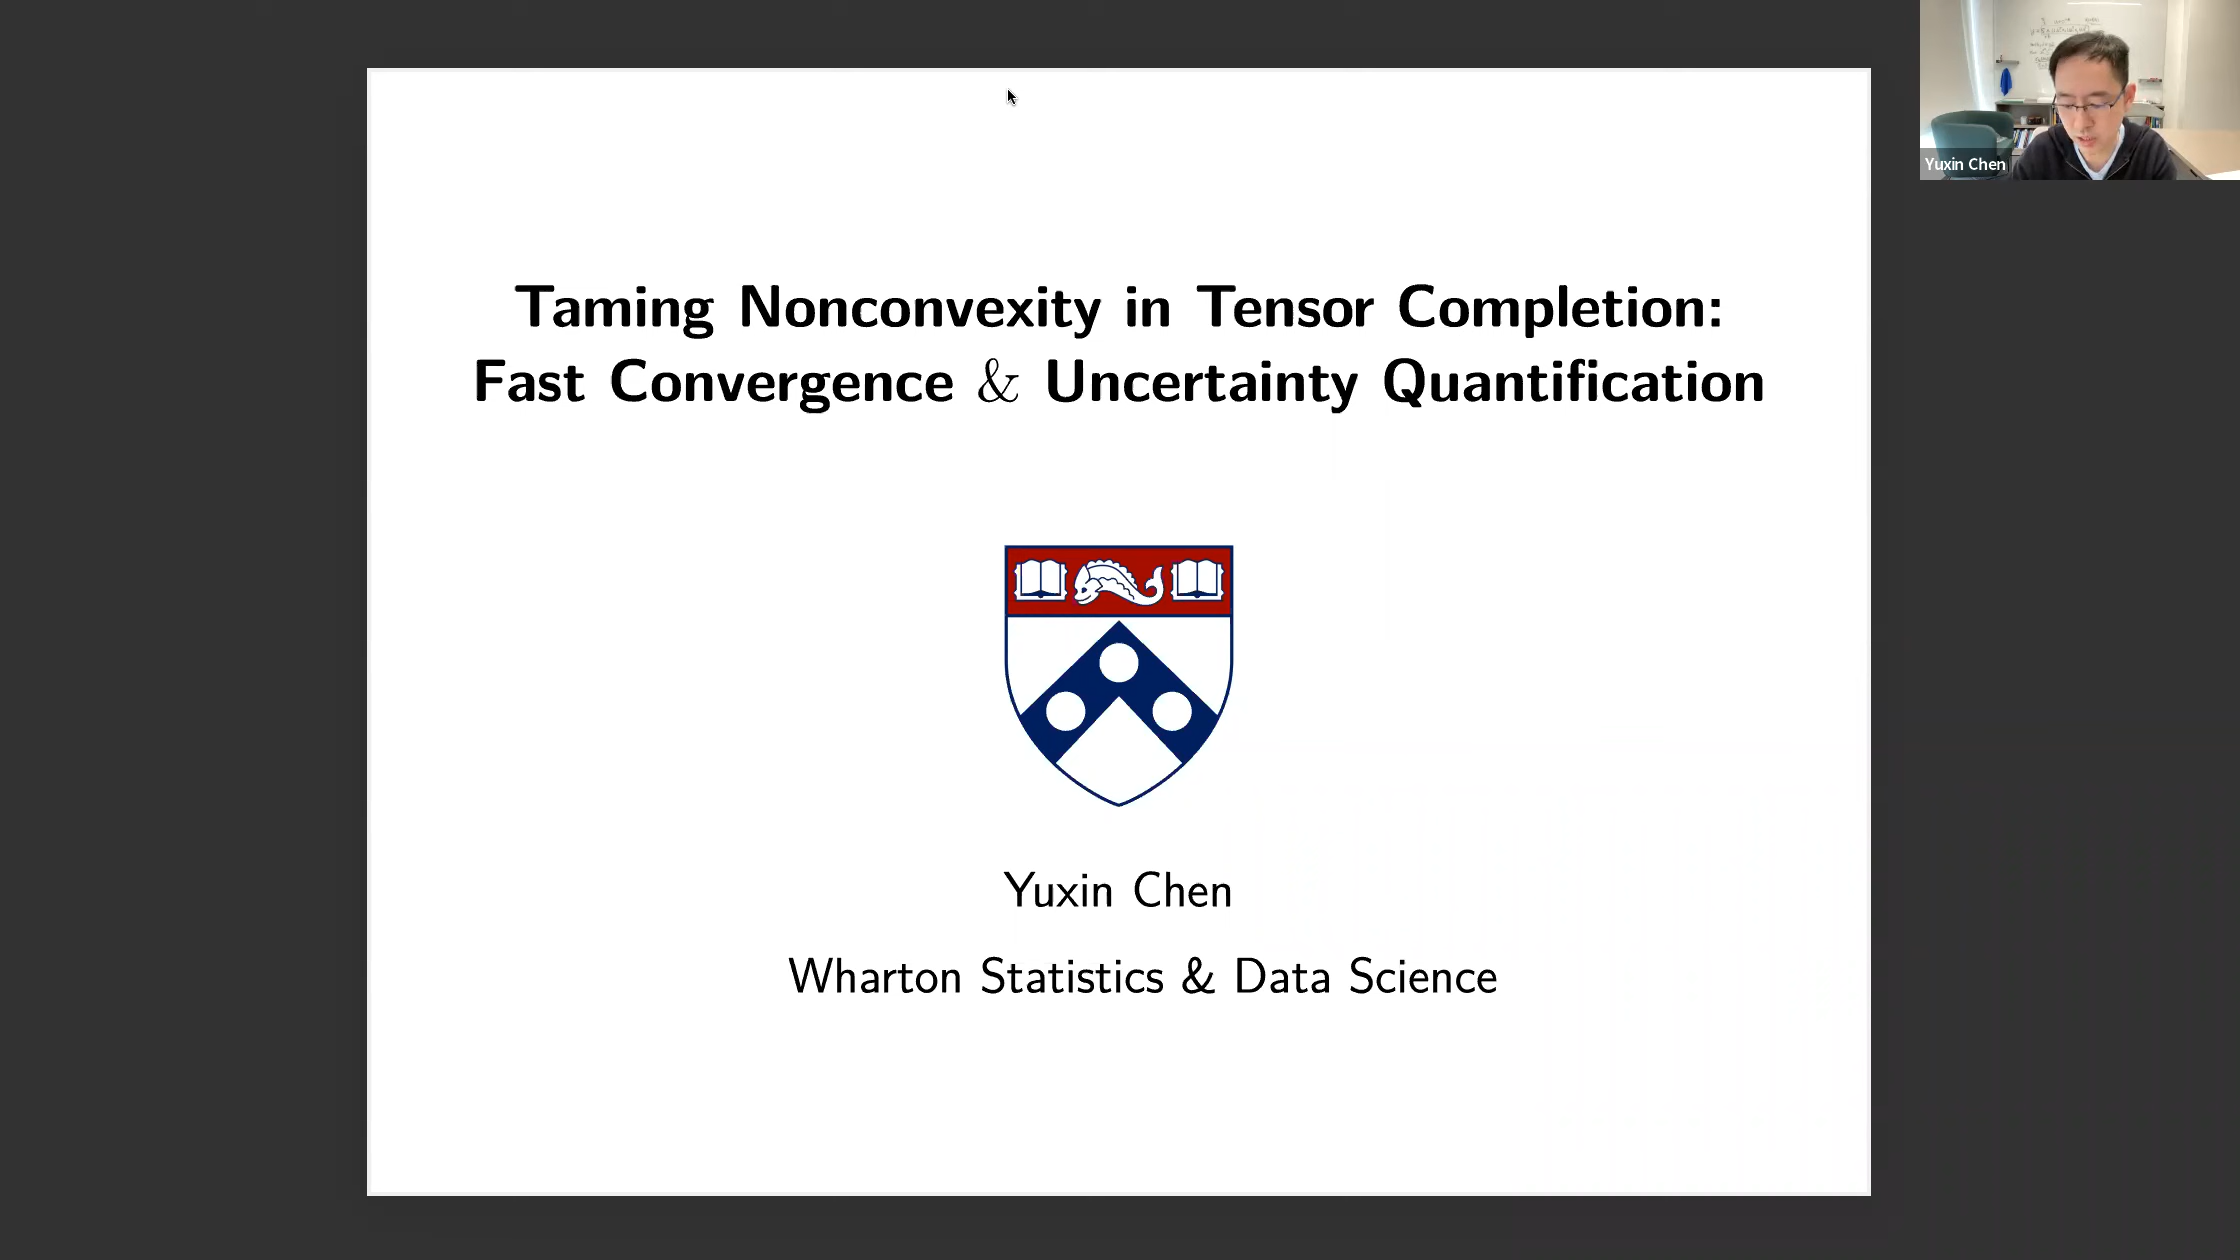 Taming Nonconvexity in Tensor Completion:
Fast Convergence & Uncertainty Quantification
Yuxin Chen
Wharton Statistics & Data Science
Yuxin Chen